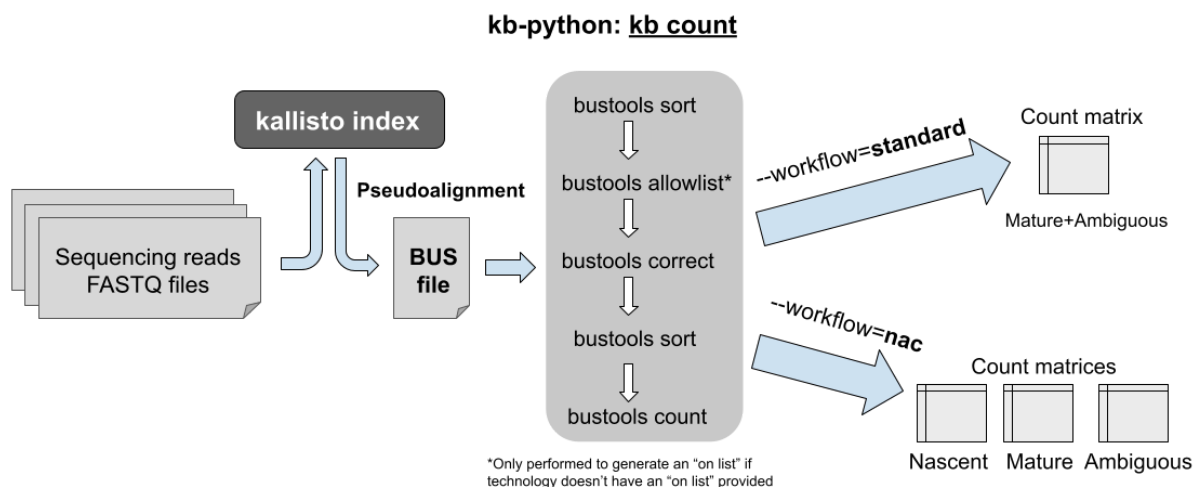 kb-python: kb count
kallisto index
Pseudoalignment
Sequencing reads
FASTQ files
BUS
file
bustools sort
bustools allowlist*
bustools correct
bustools sort
bustools count
*Only performed to generate an “on list” if
technology doesn’t have an “on list” provided
--workflow=standard
Count matrix
Mature+Ambiguous
--workflow=nac
Count matrices
Nascent Mature Ambiguous